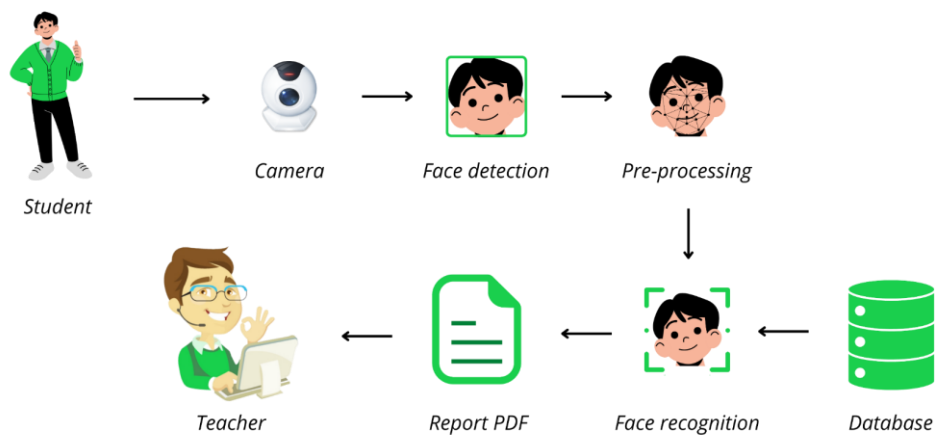 Camera
Face detection
Pre-processing
Student
Teacher
Report PDF
Face recognition
Database